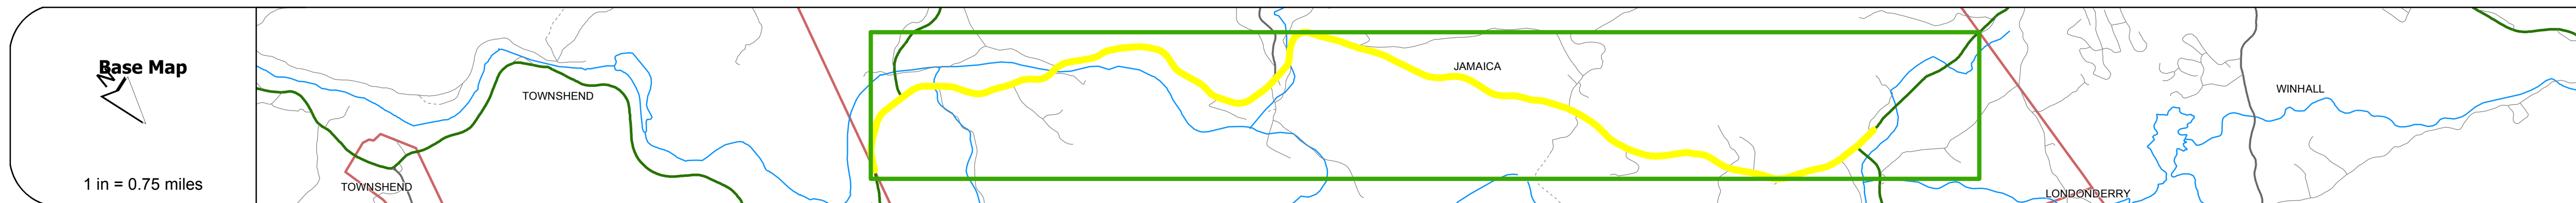 Base Map
N
1 in = 0.75 miles
TOWNSHEND
TOWNSHEND
JAMAICA
WINHALL
LONDONDERRY